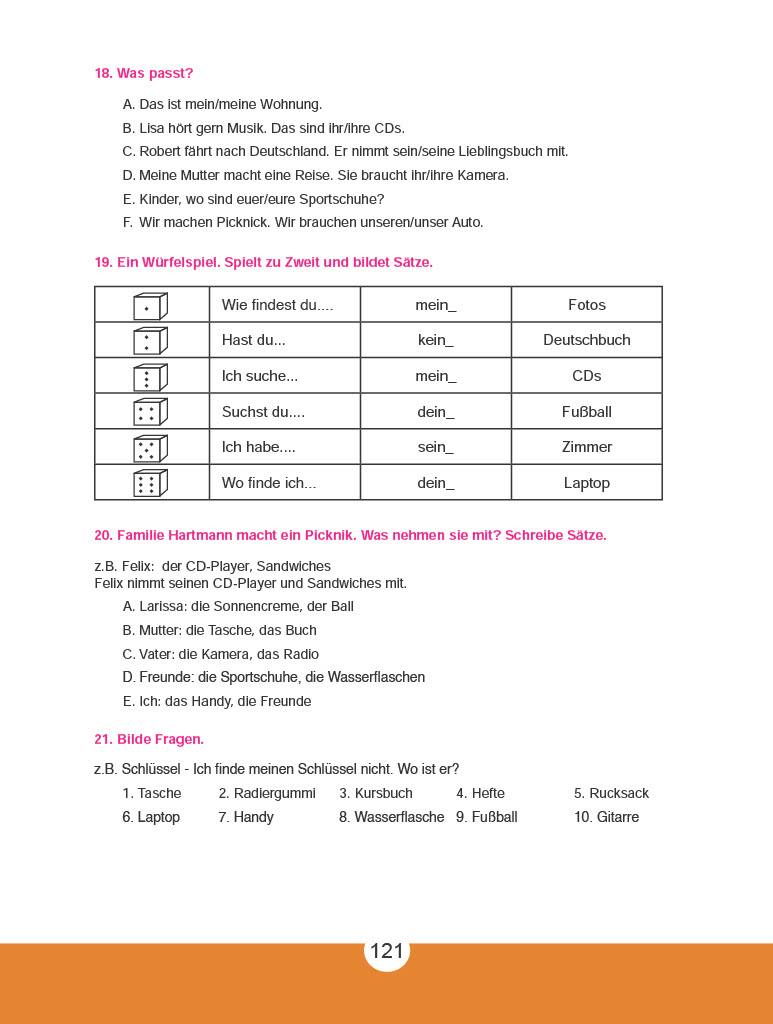 18. Was passt?
A. Das ist mein/meine Wohnung.
B. Lisa hört gern Musik. Das sind ihr/ihre CDs.
C. Robert fährt nach Deutschland. Er nimmt sein/seine Lieblingsbuch mit.
D. Meine Mutter macht eine Reise. Sie braucht ihr/ihre Kamera.
E. Kinder, wo sind euer/eure Sportschuhe?
F. Wir machen Picknick. Wir brauchen unseren/unser Auto.
19. Ein Würfelspiel. Spielt zu Zweit und bildet Sätze.
Wie findest du.... mein_ Fotos
Hast du... kein_ Deutschbuch
Ich suche... mein_ CDs
Suchst du.... dein_ Fußball
Ich habe.... sein_ Zimmer
Wo finde ich... dein_ Laptop
20. Familie Hartmann macht ein Picknik. Was nehmen sie mit? Schreibe Sätze.
z.B. Felix: der CD-Player, Sandwiches
Felix nimmt seinen CD-Player und Sandwiches mit.
A. Larissa: die Sonnencreme, der Ball
B. Mutter: die Tasche, das Buch
C. Vater: die Kamera, das Radio
D. Freunde: die Sportschuhe, die Wasserflaschen
E. Ich: das Handy, die Freunde
21. Bilde Fragen.
z.B. Schlüssel - Ich finde meinen Schlüssel nicht. Wo ist er?
1. Tasche 2. Radiergummi 3. Kursbuch 4. Hefte 5. Rucksack
6. Laptop 7. Handy 8. Wasserflasche 9. Fußball 10. Gitarre
121